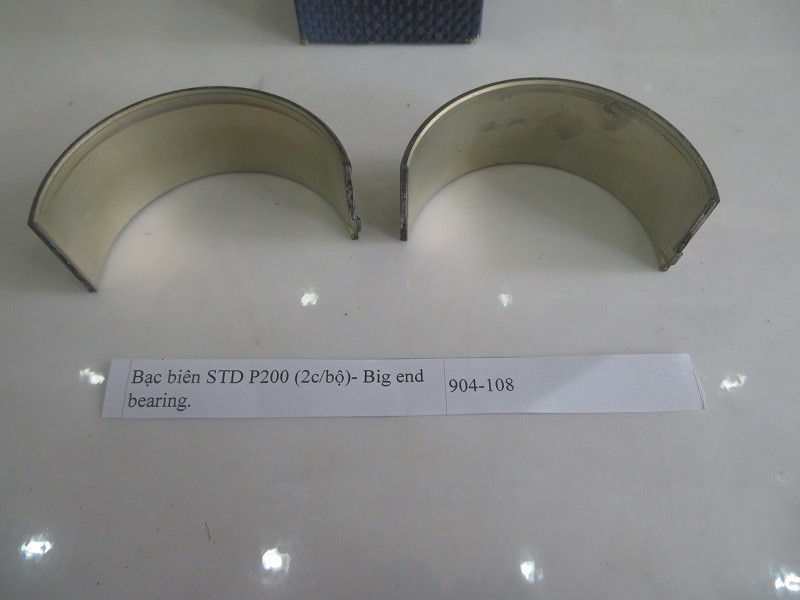 Bạc biên STD P200 (2c/bộ)- Big end
bearing.
904-108